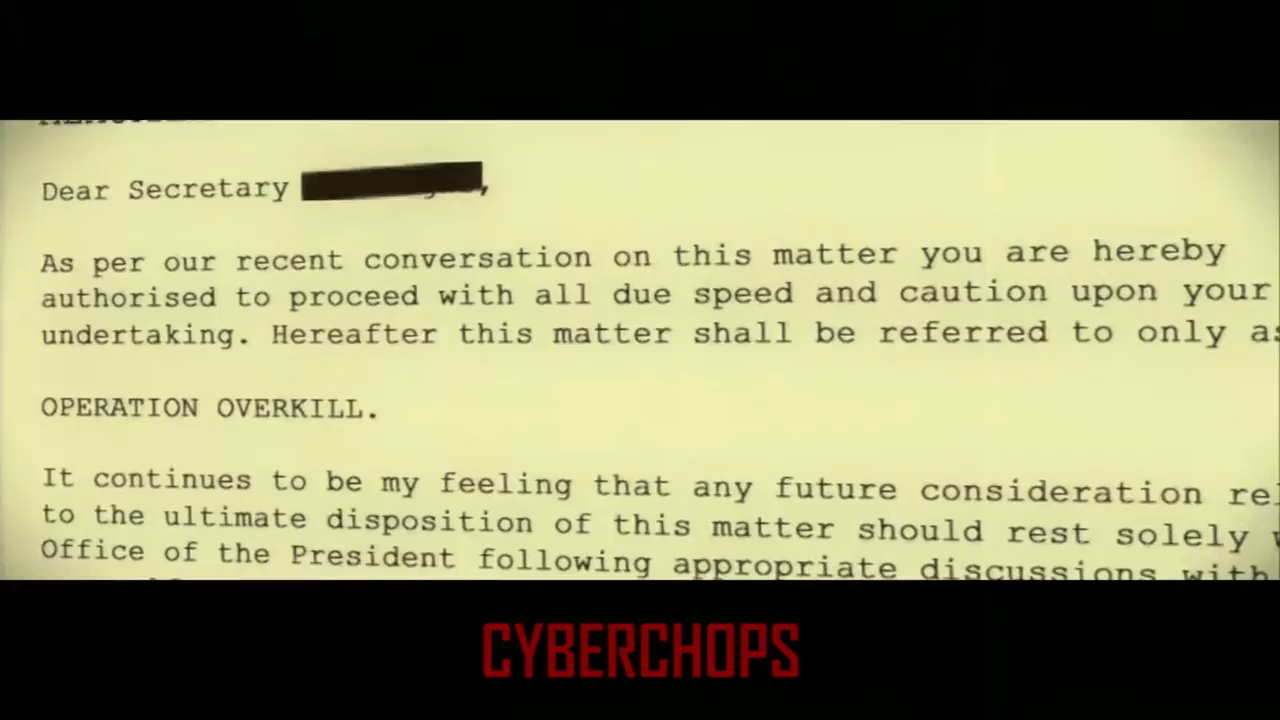 Dear Secretary ,
As per our recent conversation on this matter you are hereby
authorised to proceed with all due speed and caution upon your
undertaking. Hereafter this matter shall be referred to only as
OPERATION OVERKILL.
It continues to be my feeling that any future consideration
to the ultimate disposition of this matter should rest solely
Office of the President following appropriate discussions with
CYBERCHOPS